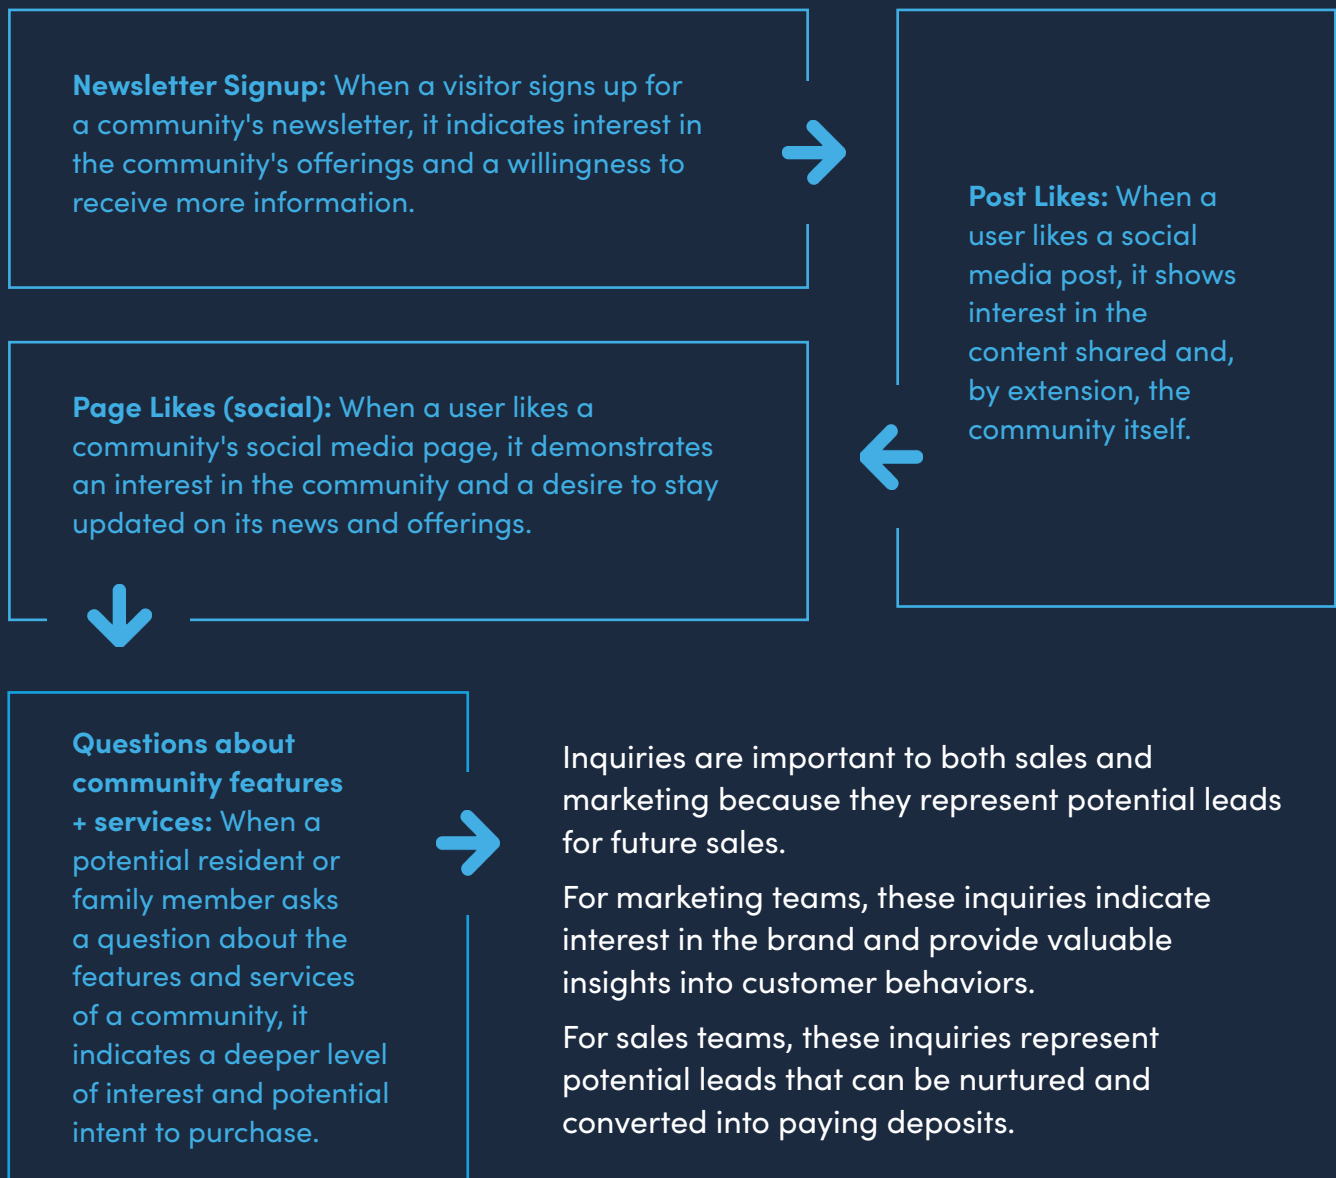 Newsletter Signup: When a visitor signs up for
a community's newsletter, it indicates interest in
the community's offerings and a willingness to
receive more information.
Post Likes: When a
user likes a social
media post, it shows
interest in the
content shared and,
by extension, the
community itself.
Page Likes (social): When a user likes a
community's social media page, it demonstrates
an interest in the community and a desire to stay
updated on its news and offerings.
Questions about
community features
+ services: When a
potential resident or
family member asks
a question about the
features and services
of a community, it
indicates a deeper level
of interest and potential
intent to purchase.
Inquiries are important to both sales and
marketing because they represent potential leads
for future sales.
For marketing teams, these inquiries indicate
interest in the brand and provide valuable
insights into customer behaviors.
For sales teams, these inquiries represent
potential leads that can be nurtured and
converted into paying deposits.